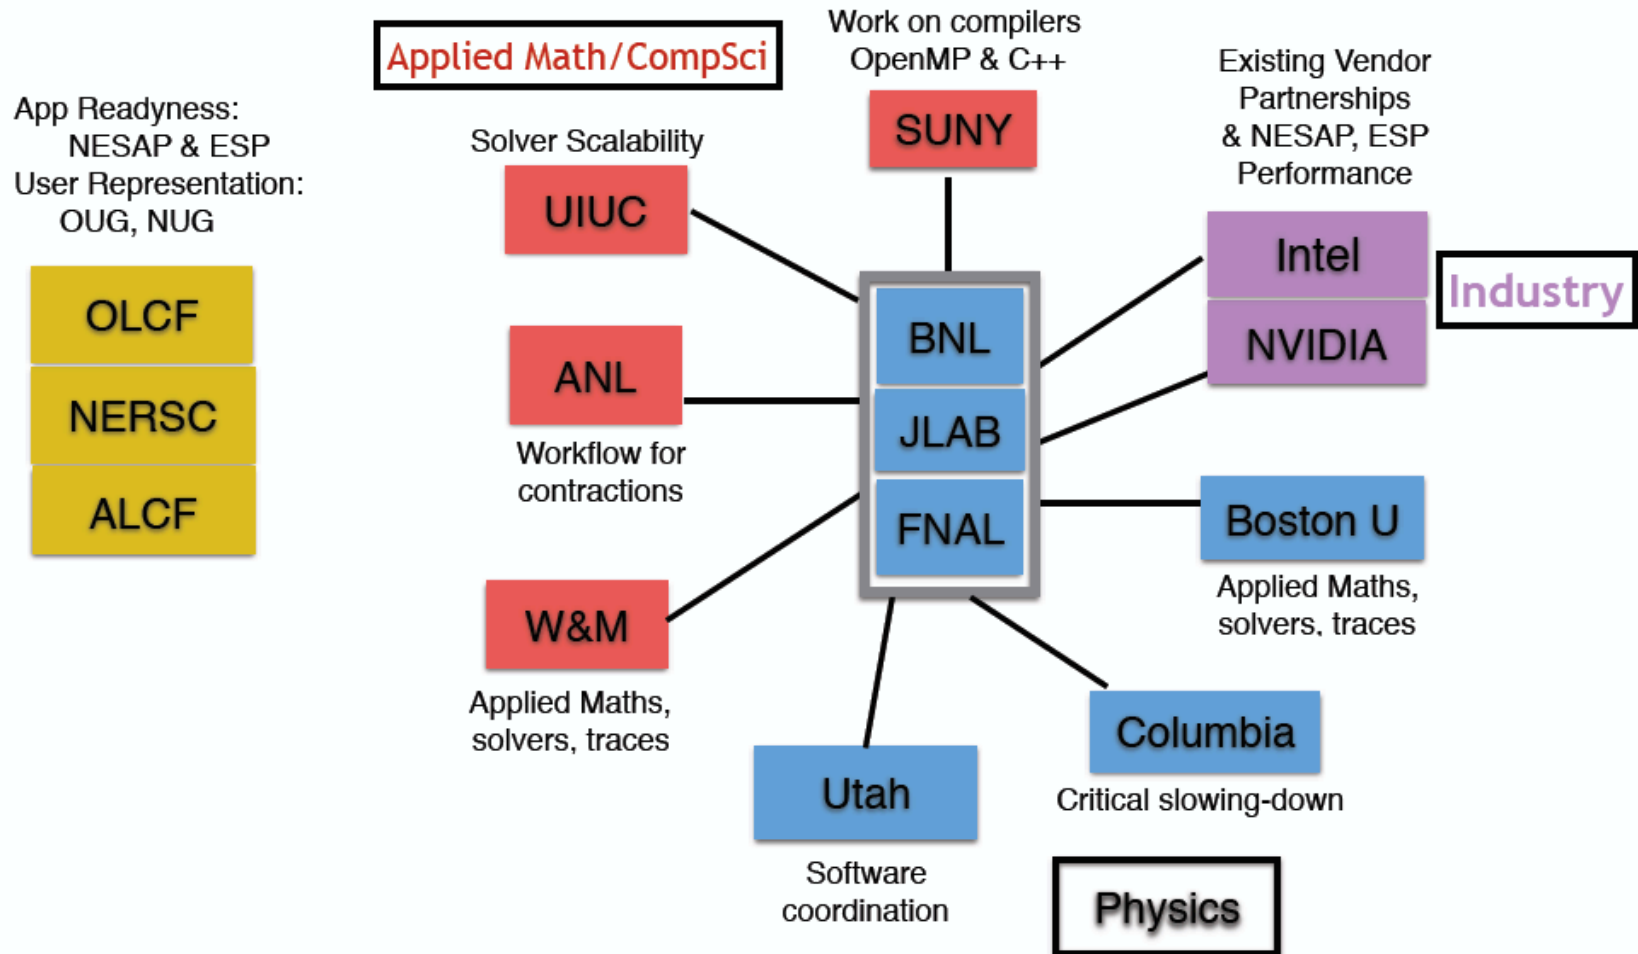 Applied Math/CompSci
Work on compilers
OpenMP & C++
SUNY
Existing Vendor
Partnerships
& NESAP, ESP
Performance
Intel
NVIDIA
Industry
App Readyness:
NESAP & ESP
User Representation:
OUG, NUG
OLCF
NERSC
ALCF
Solver Scalability
UIUC
ANL
Workflow for
contractions
W&M
Applied Maths,
solvers, traces
BNL
JLAB
FNAL
Boston U
Applied Maths,
solvers, traces
Columbia
Critical slowing-down
Utah
Software
coordination
Physics